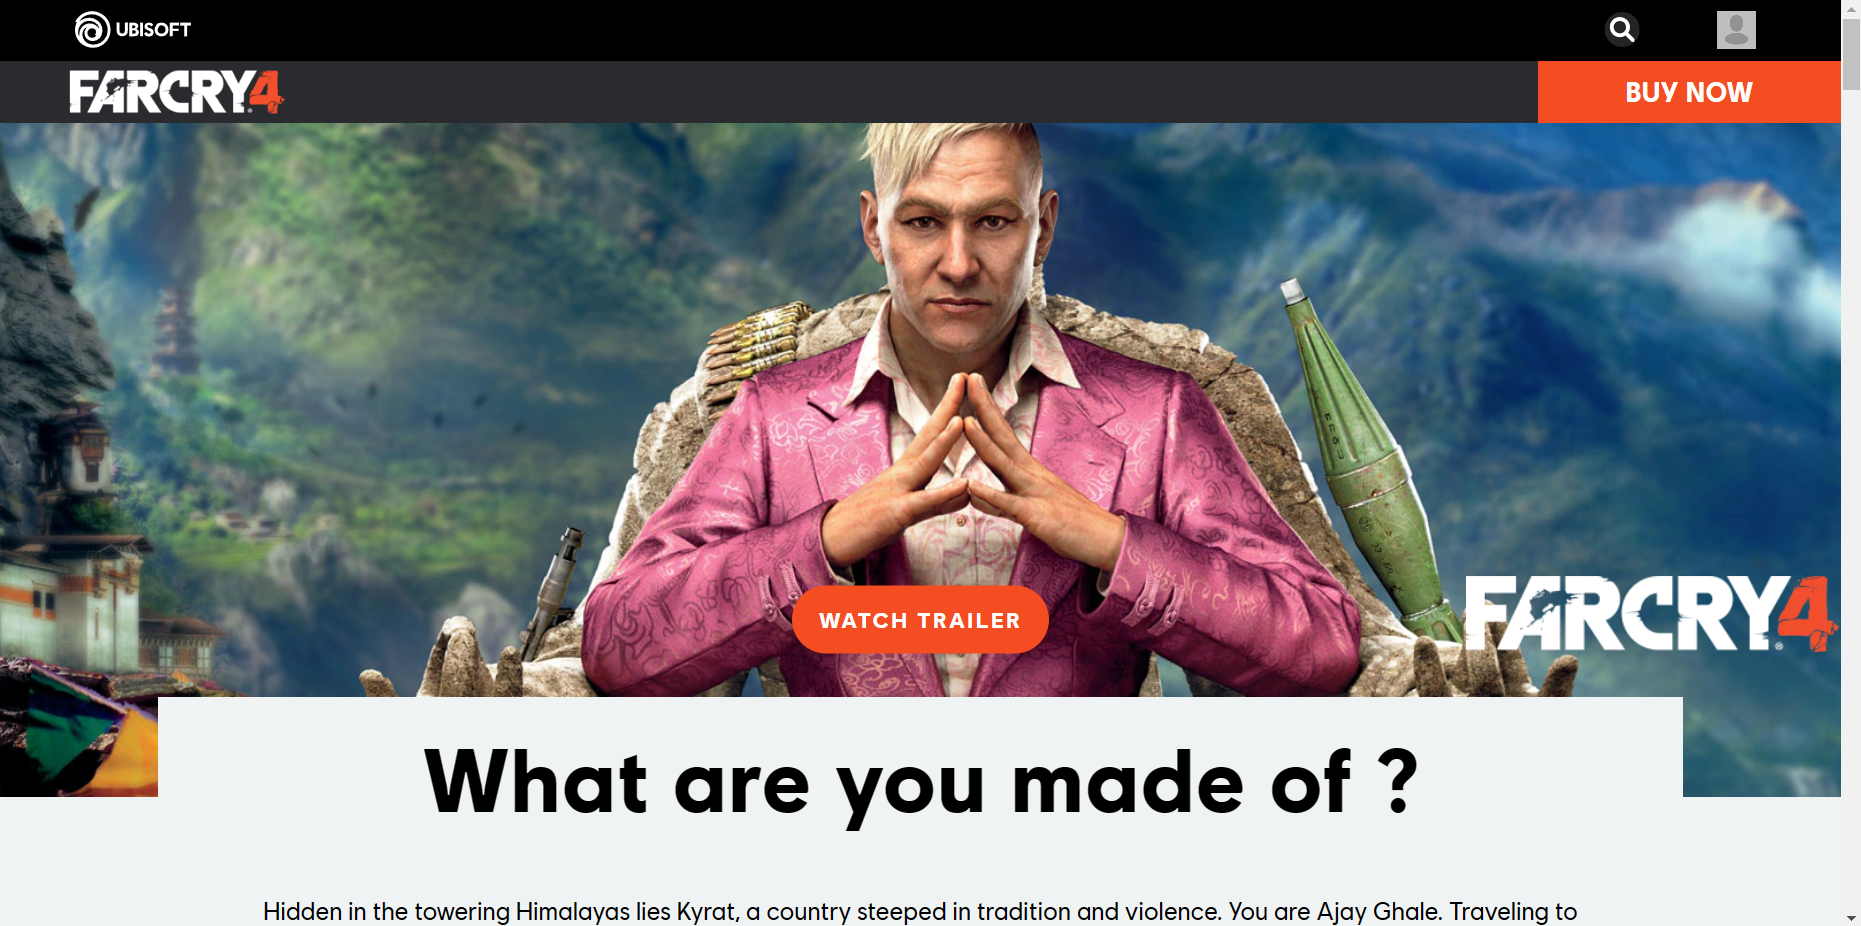 UBISOFT
FARCRY4
BUY NOW
WATCH TRAILER
FARCRY4
What are you made of ?
Hidden in the towering Himalayas lies Kyrat, a country steeped in tradition and violence. You are Ajay Ghale. Traveling to